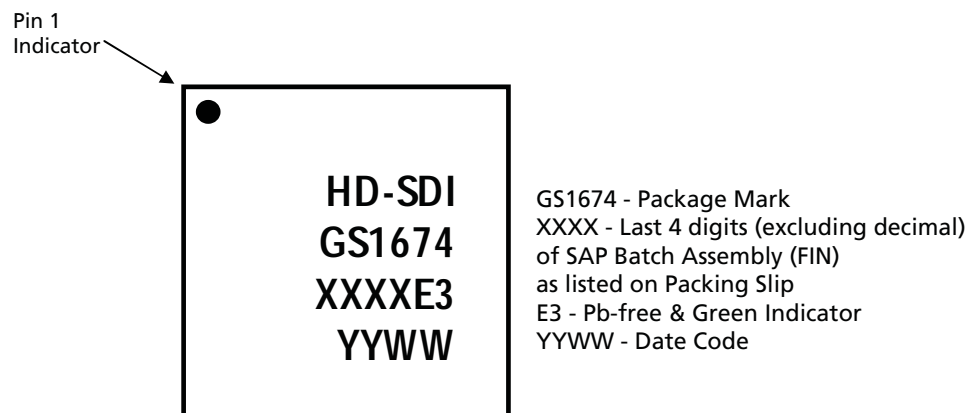 Pin 1
Indicator
HD-SDI
GS1674
XXXXE3
YYWW
GS1674 - Package Mark
XXXX - Last 4 digits (excluding decimal)
of SAP Batch Assembly (FIN)
as listed on Packing Slip
E3 - Pb-free & Green Indicator
YYWW - Date Code